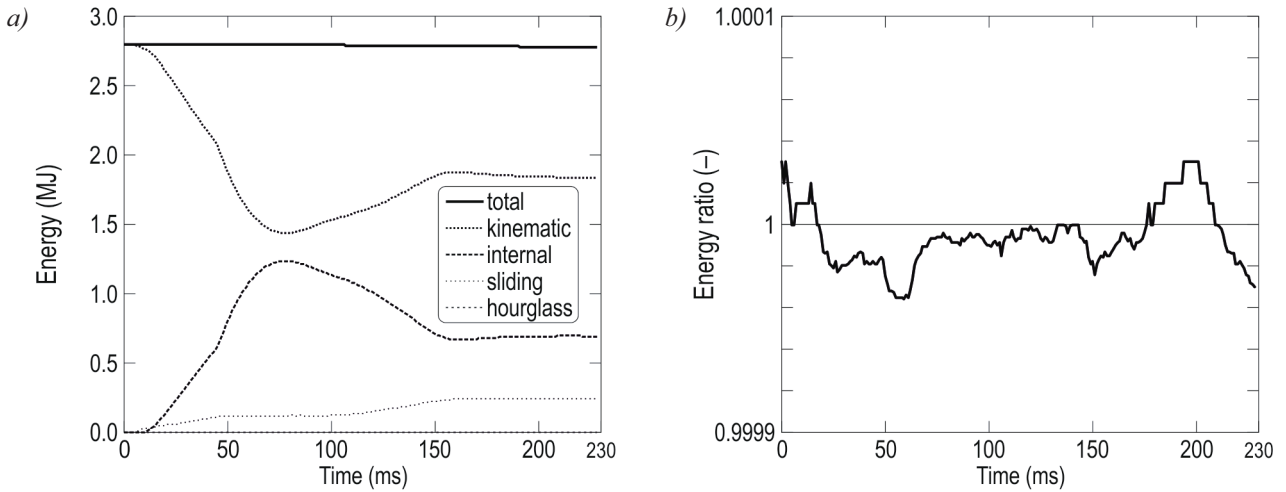 a)
3.0
2.5
2.0
1.5
1.0
0.5
0.0
Energy (MJ)
total
kinematic
internal
sliding
hourglass
0 50 100 150 200 230
Time (ms)
b)
1.0001
1
0.9999
Energy ratio (–)
0 50 100 150 200 230
Time (ms)